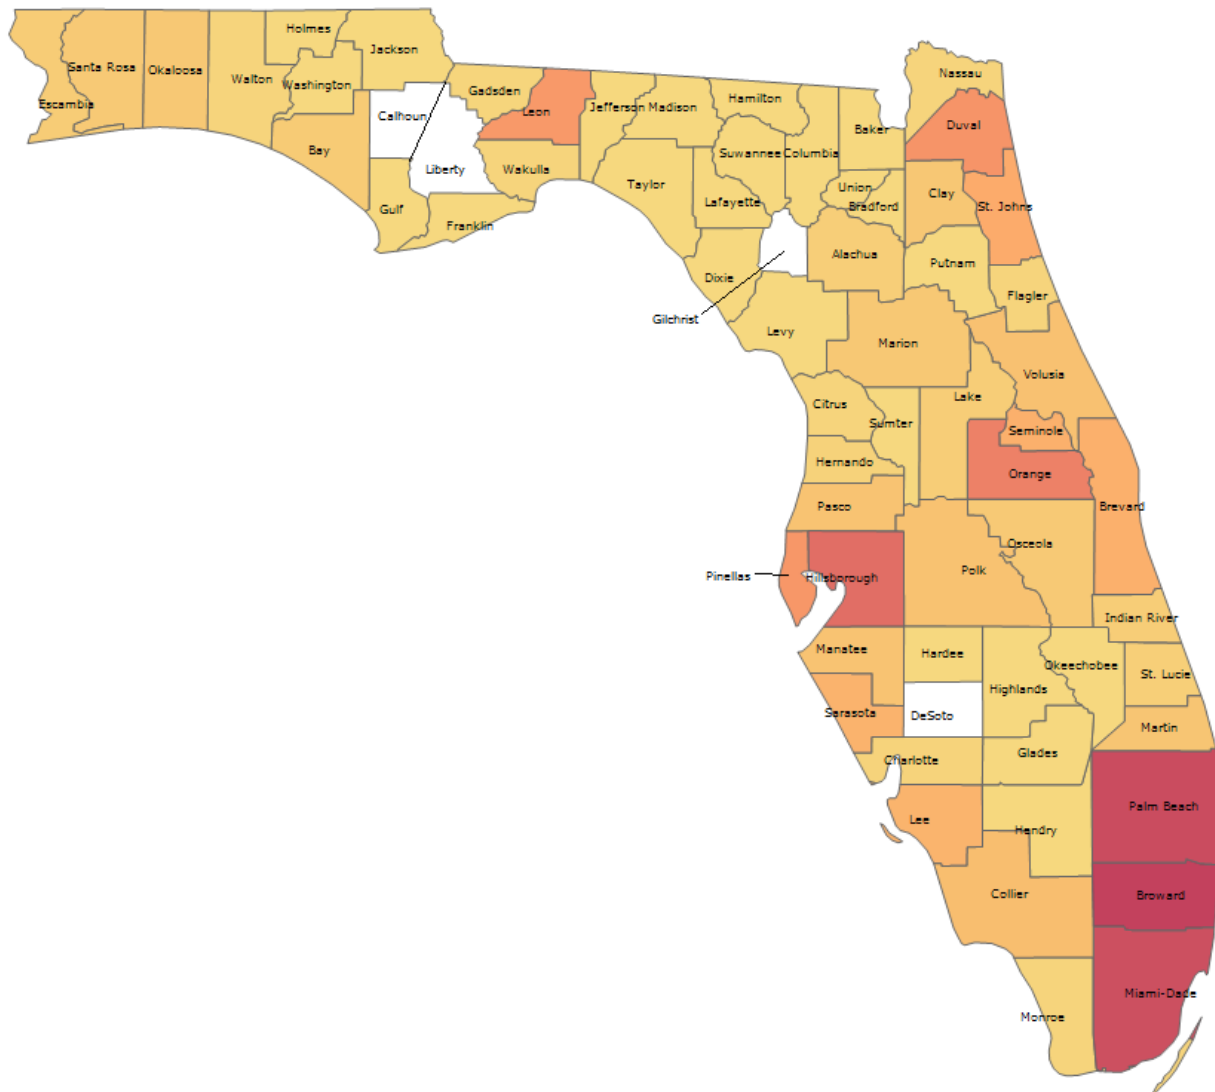 Holmes
Jackson
Santa Rosa
Okaloosa
Walton
Washington
Escambia
Calhoun
Bay
Liberty
Gulf
Franklin
Gadsden
Leon
Wakulla
Jefferson
Madison
Hamilton
Taylor
Suwannee
Columbia
Lafayette
Dixie
Gilchrist
Baker
Nassau
Duval
Union
Bradford
Clay
St. Johns
Alachua
Putnam
Flagler
Levy
Marion
Volusia
Citrus
Sumter
Lake
Seminole
Hernando
Orange
Pasco
Brevard
Osceola
Polk
Pinellas
Hillsborough
Indian River
Manatee
Hardee
Okeechobee
St. Lucie
Highlands
Sarasota
DeSoto
Martin
Charlotte
Glades
Palm Beach
Lee
Hendry
Collier
Broward
Miami-Dade
Monroe